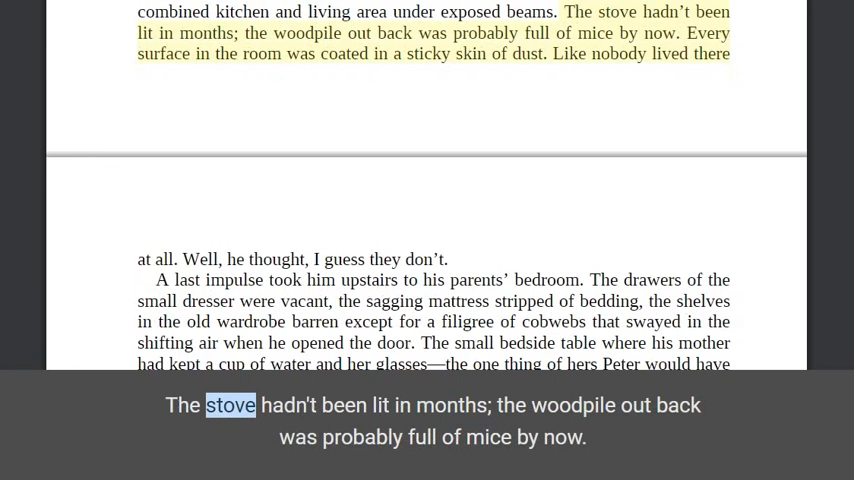 combined kitchen and living area under exposed beams. The stove hadn’t been
lit in months; the woodpile out back was probably full of mice by now. Every
surface in the room was coated in a sticky skin of dust. Like nobody lived there
at all. Well, he thought, I guess they don’t.
A last impulse took him upstairs to his parents’ bedroom. The drawers of the
small dresser were vacant, the sagging mattress stripped of bedding, the shelves
in the old wardrobe barren except for a filigree of cobwebs that swayed in the
shifting air when he opened the door. The small bedside table where his mother
had kept a cup of water and her glasses—the one thing of hers Peter would have
The stove hadn't been lit in months; the woodpile out back
was probably full of mice by now.